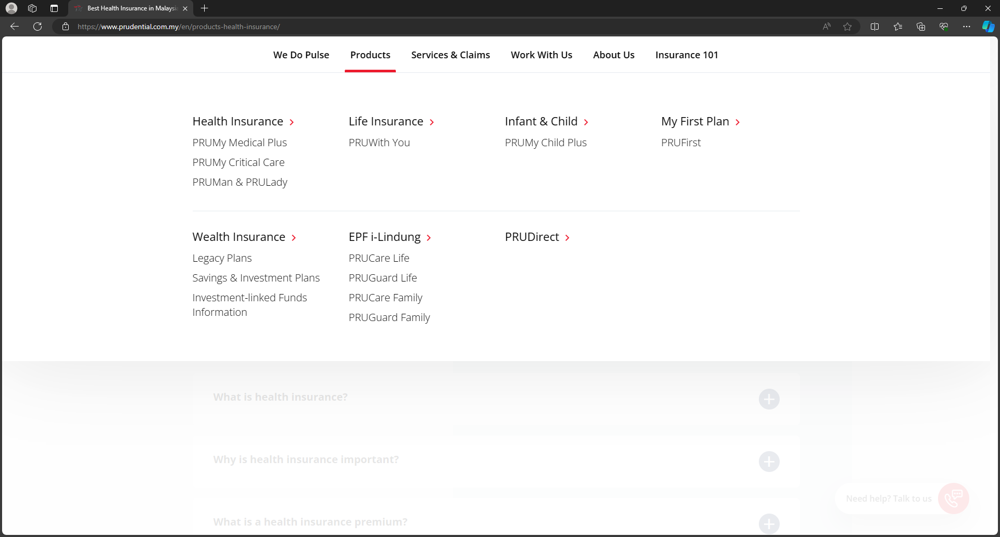 Best Health Insurance in Malaysia
https://www.prudential.com.my/en/products-health-insurance/
We Do Pulse
Products
Services & Claims
Work With Us
About Us
Insurance 101
Health Insurance
PRUMy Medical Plus
PRUMy Critical Care
PRUMan & PRULady
Life Insurance
PRUWith You
Infant & Child
PRUMy Child Plus
My First Plan
PRUFirst
Wealth Insurance
Legacy Plans
Savings & Investment Plans
Investment-linked Funds
Information
EPF i-Lindung
PRUCare Life
PRUGuard Life
PRUCare Family
PRUGuard Family
PRUDirect
What is health insurance?
Why is health insurance important?
Need help? Talk to us
What is a health insurance premium?